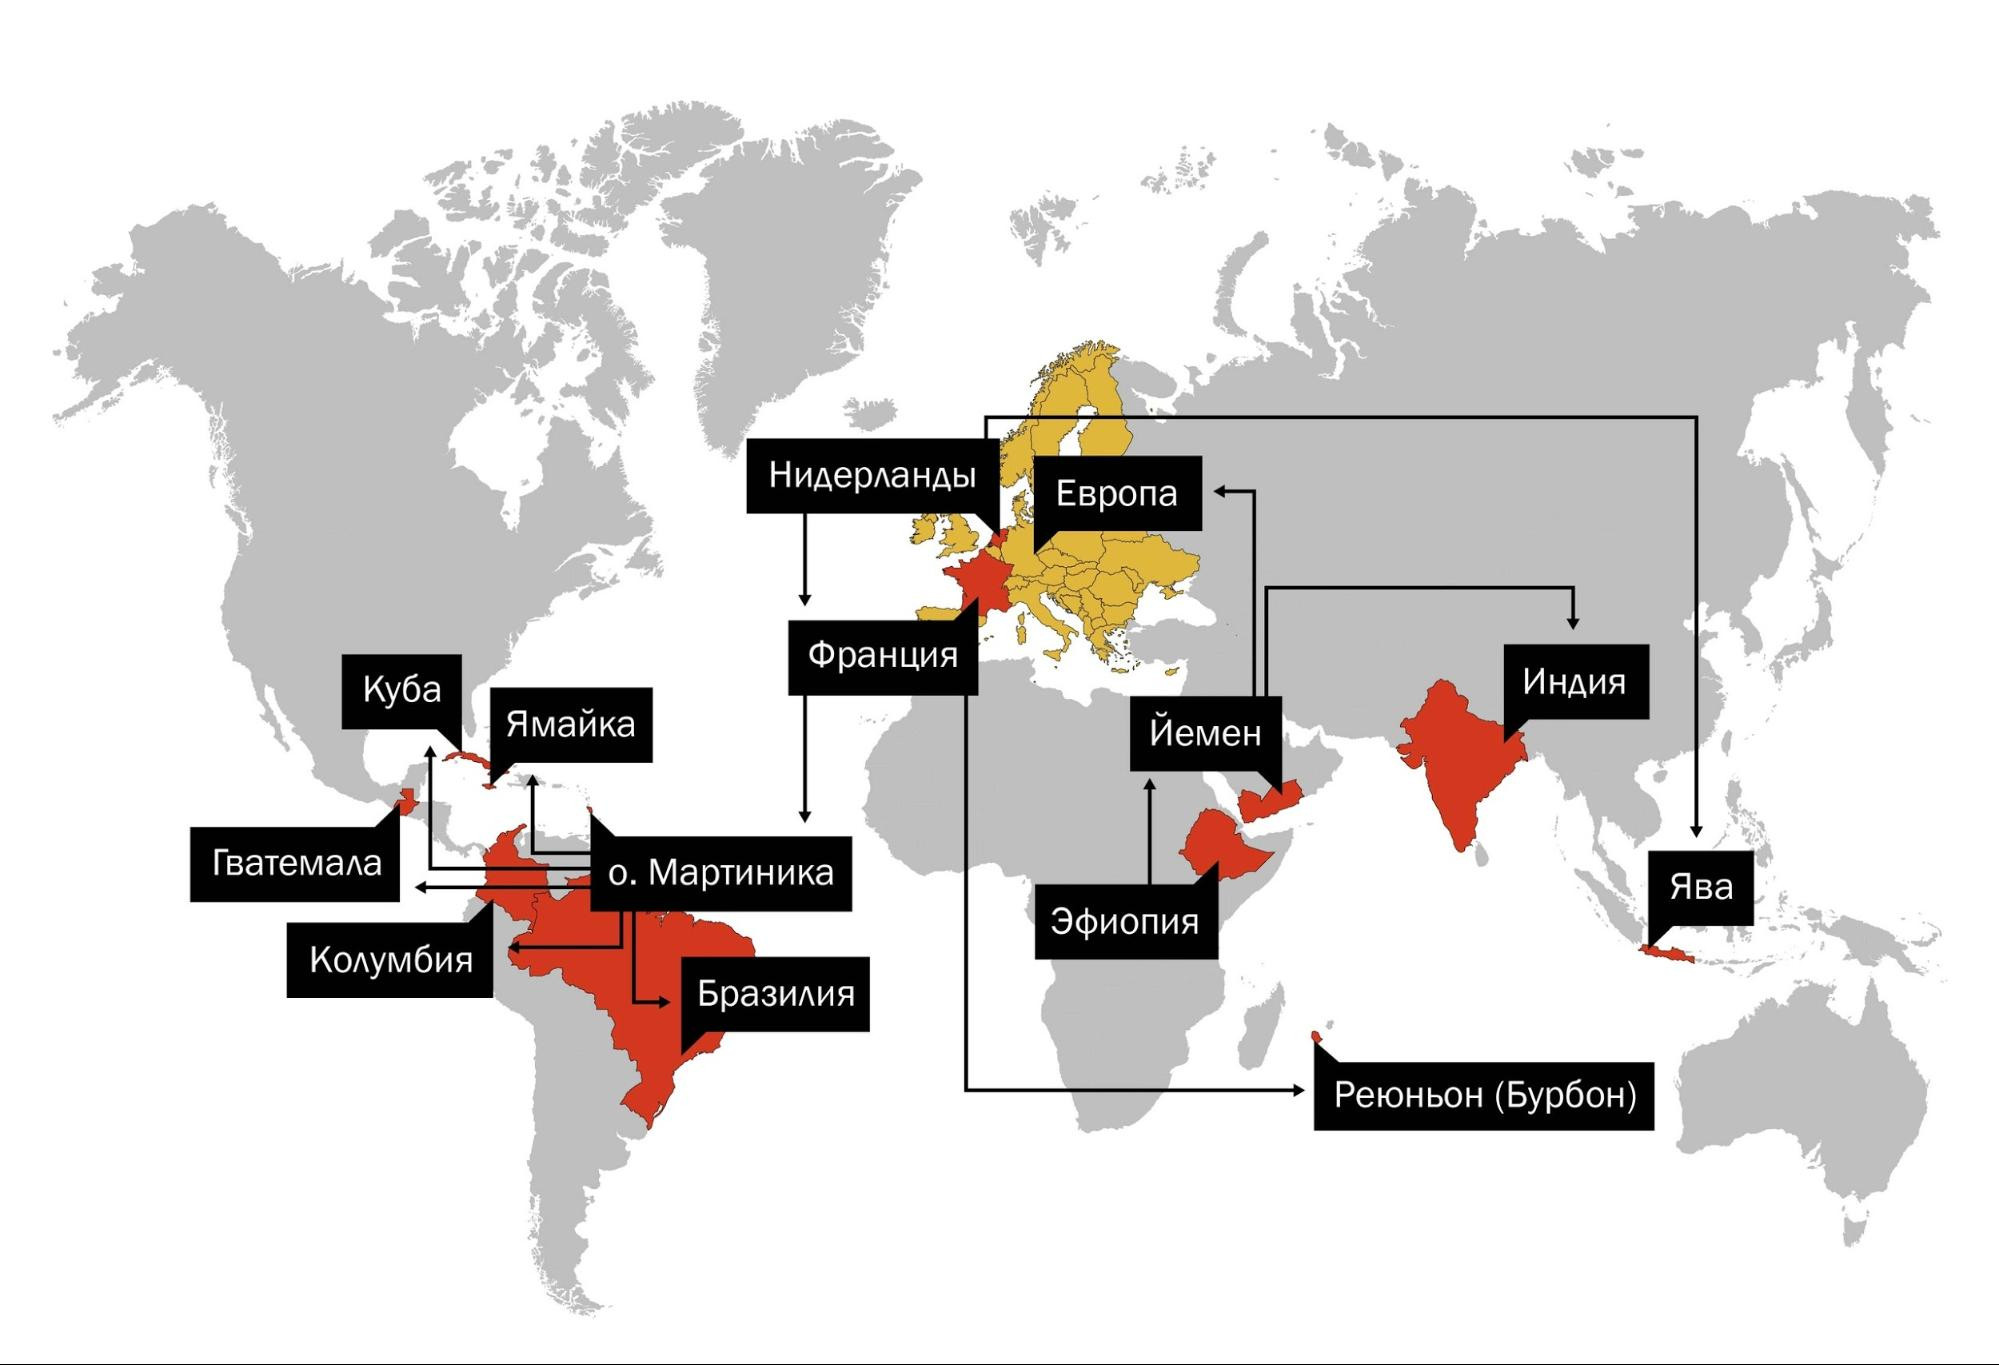 Нидерланды
Европа
Франция
Куба
Ямайка
Индия
Йемен
Гватемала
о. Мартиника
Ява
Эфиопия
Колумбия
Бразилия
Реюньон (Бурбон)